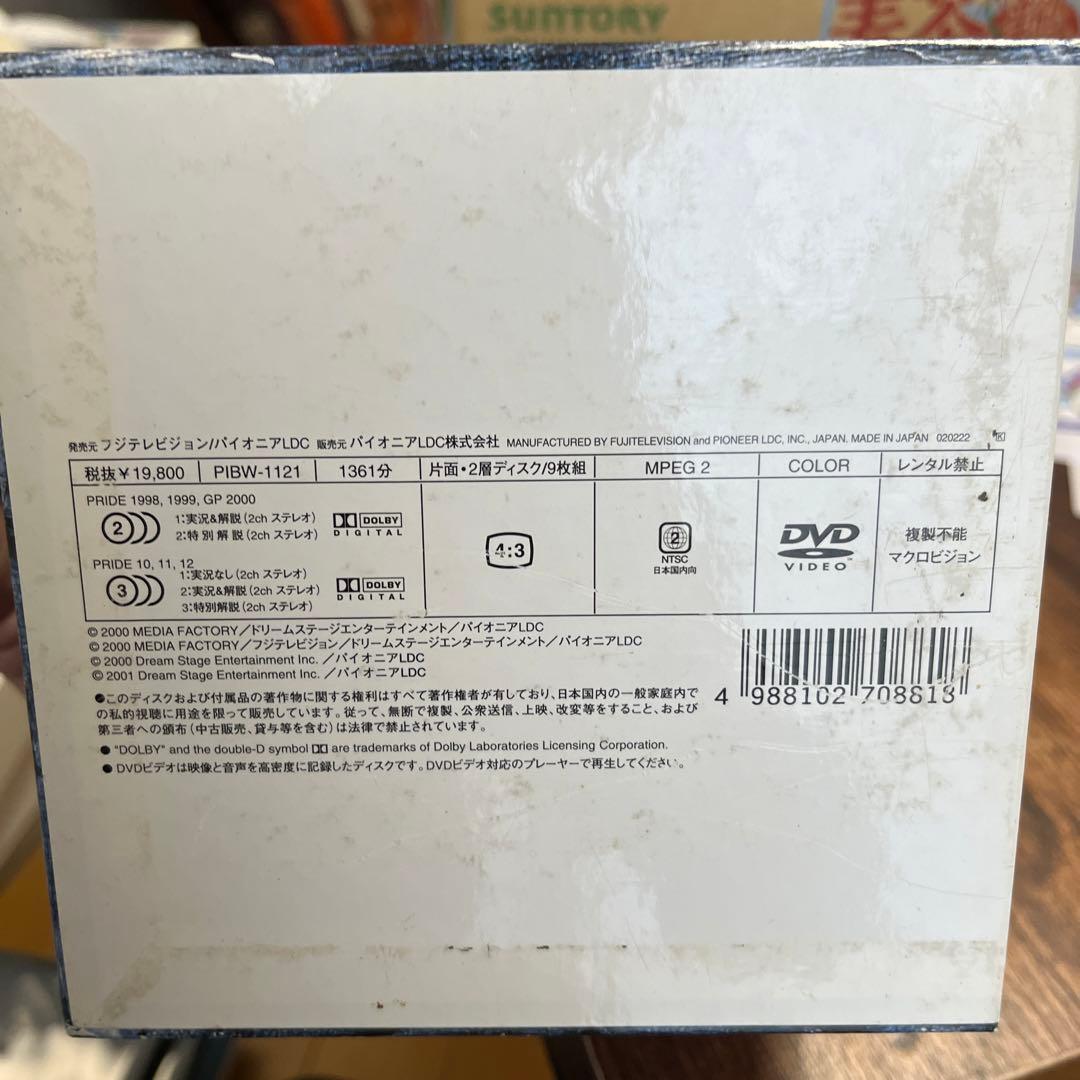 SUNTORY
発売元 フジテレビジョン/パイオニアLDC 販売元 パイオニアLDC株式会社 MANUFACTURED BY FUJITELEVISION and PIONEER LDC, INC., JAPAN. MADE IN JAPAN 020222 K
税抜¥19,800 PIBW-1121 1361分 片面・2層ディスク/9枚組 MPEG 2 COLOR レンタル禁止
PRIDE 1998, 1999, GP 2000
2 1:実況&解説(2ch ステレオ)
2:特別解説(2ch ステレオ)
DOLBY
DIGITAL
PRIDE 10, 11, 12
3 1:実況なし(2ch ステレオ)
2:実況&解説(2ch ステレオ)
3:特別解説(2ch ステレオ)
DOLBY
DIGITAL
4:3
2
NTSC
日本国内向
DVD
VIDEO
複製不能
マクロビジョン
© 2000 MEDIA FACTORY/ドリームステージエンターテインメント/パイオニアLDC
© 2000 MEDIA FACTORY/フジテレビジョン/ドリームステージエンターテインメント/パイオニアLDC
© 2000 Dream Stage Entertainment Inc. /パイオニアLDC
© 2001 Dream Stage Entertainment Inc. /パイオニアLDC
●このディスクおよび付属品の著作物に関する権利はすべて著作権者が有しており、日本国内の一般家庭内で
の私的視聴に用途を限って販売しています。従って、無断で複製、公衆送信、上映、改変等をすること、および
第三者への頒布(中古販売、貸与等を含む)は法律で禁止されています。
● "DOLBY" and the double-D symbol are trademarks of Dolby Laboratories Licensing Corporation.
● DVDビデオは映像と音声を高密度に記録したディスクです。DVDビデオ対応のプレーヤーで再生してください。
4 988102 708818